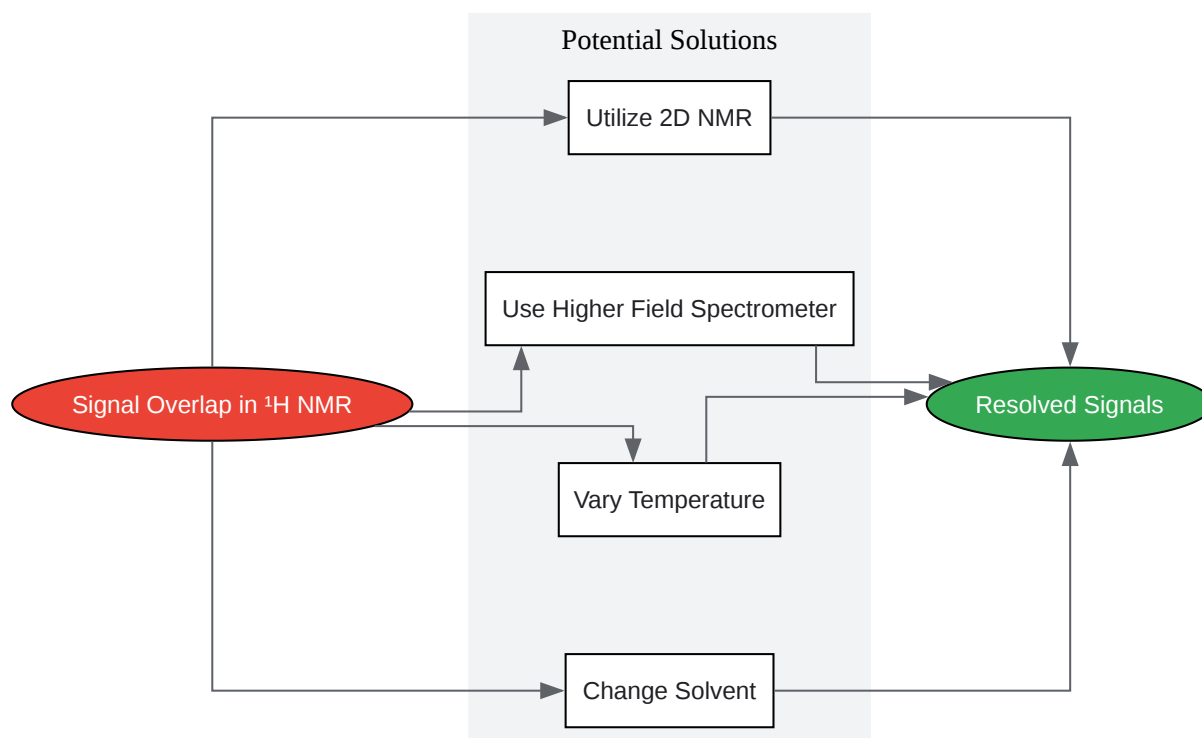 Potential Solutions
Utilize 2D NMR
Use Higher Field Spectrometer
Signal Overlap in ¹H NMR
Resolved Signals
Vary Temperature
Change Solvent